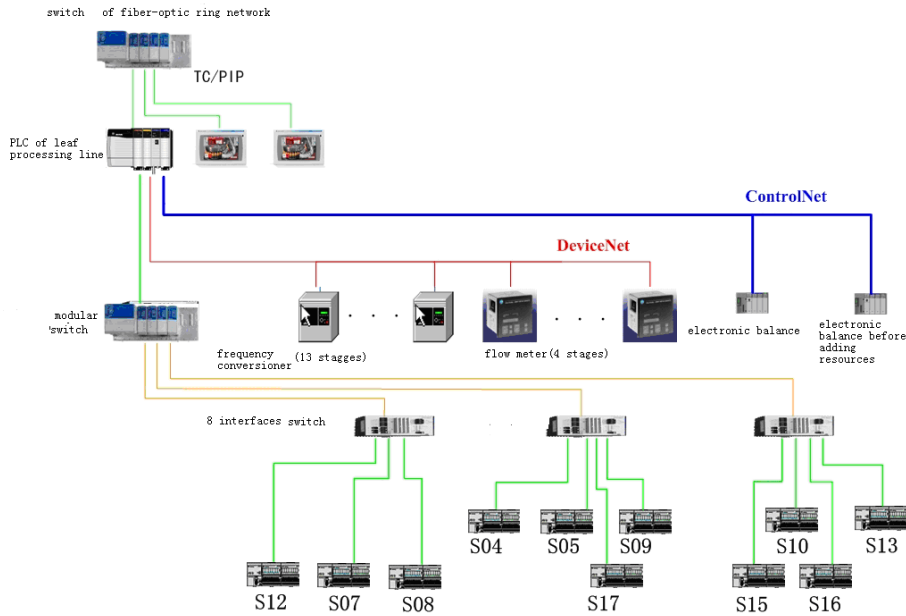 switch of fiber-optic ring network
TC/PIP
PLC of leaf
processing line
ControlNet
DeviceNet
modular
switch
frequency
conversioner
(13 stagges)
flow meter(4 stages)
electronic balance
electronic
balance before
adding
resources
8 interfaces switch
S04
S05
S09
S10
S13
S12
S07
S08
S17
S15
S16